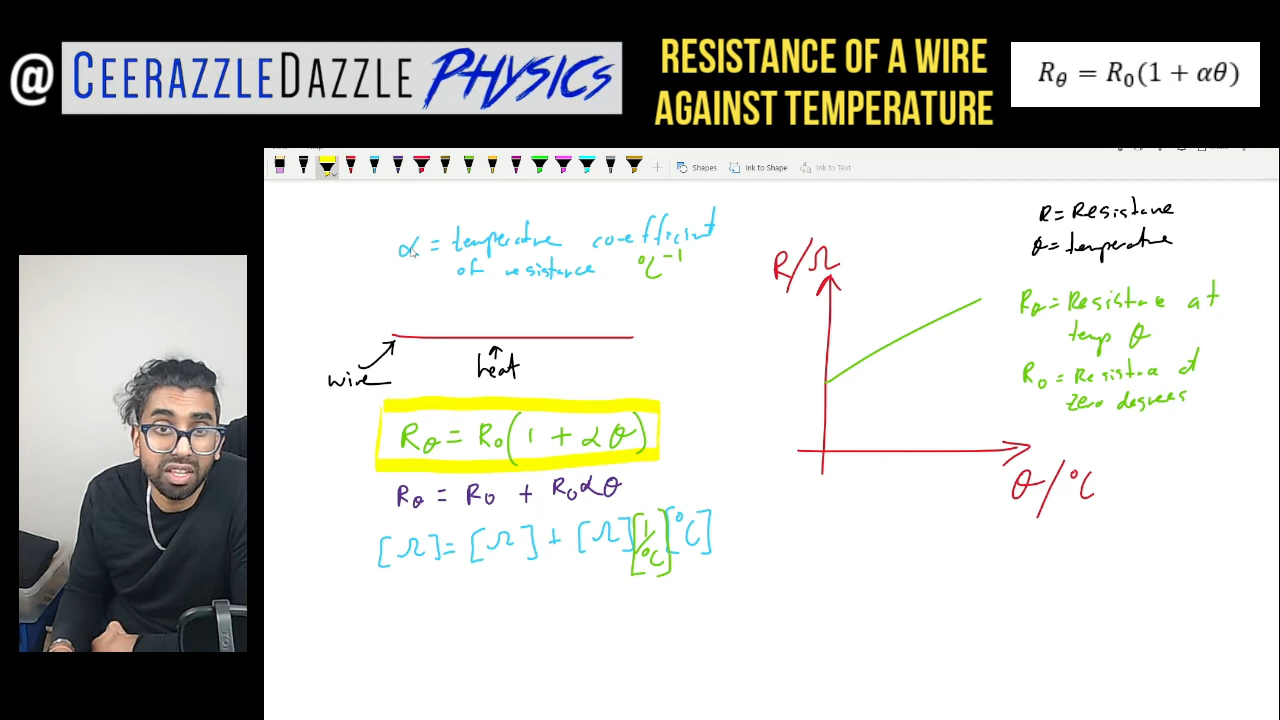 @ CEERAZZLEDAZZLE PHYSICS
RESISTANCE OF A WIRE
AGAINST TEMPERATURE
Rθ = R0(1 + αθ)
Shapes
Ink to Shape
Ink to Text
α = temperature coefficient
of resistance °C⁻¹
wire
heat
Rθ = R0(1 + αθ)
Rθ = R0 + R0αθ
[Ω] = [Ω] + [Ω][1/°C][°C]
R/Ω
θ/°C
R = Resistane
θ = temperature
Rθ = Resistance at
temp θ
R0 = Resistance at
zero degrees